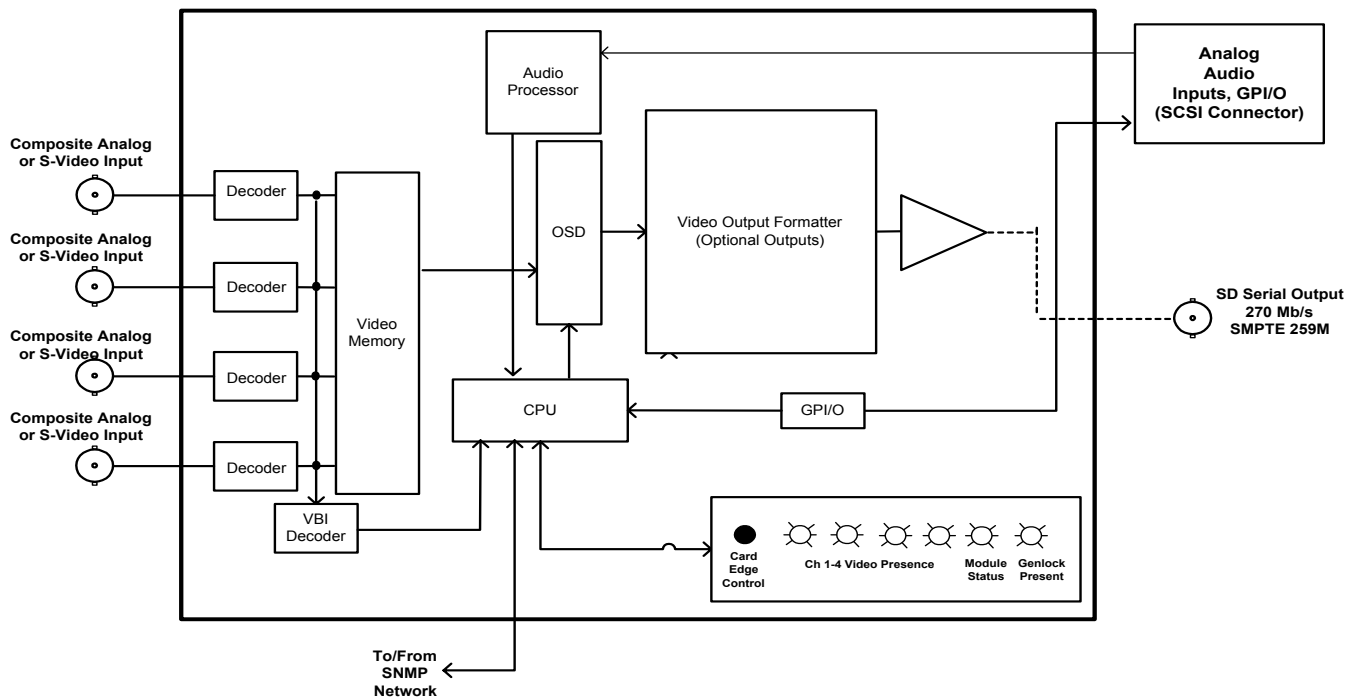 Audio
Processor
Analog
Audio
Inputs, GPI/O
(SCSI Connector)
Composite Analog
or S-Video Input
Decoder
Composite Analog
or S-Video Input
Decoder
Composite Analog
or S-Video Input
Decoder
Composite Analog
or S-Video Input
Decoder
Video
Memory
OSD
Video Output Formatter
(Optional Outputs)
SD Serial Output
270 Mb/s
SMPTE 259M
CPU
GPI/O
VBI
Decoder
Card
Edge
Control
Ch 1-4 Video Presence
Module
Status
Genlock
Present
To/From
SNMP
Network